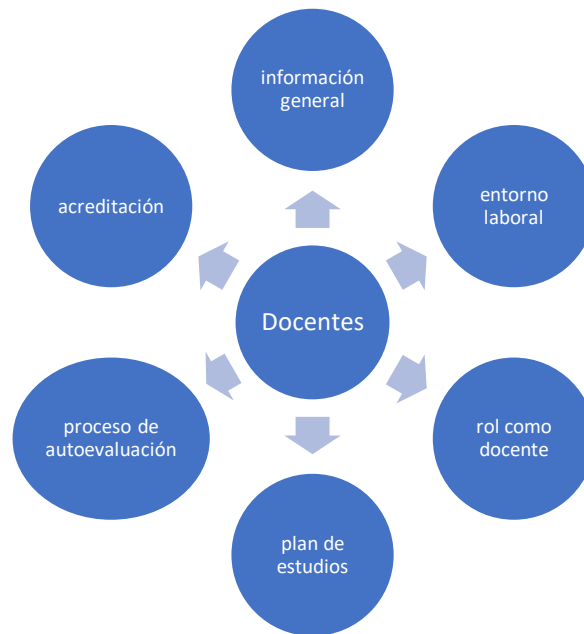 información
general
entorno
laboral
acreditación
Docentes
rol como
docente
proceso de
autoevaluación
plan de
estudios